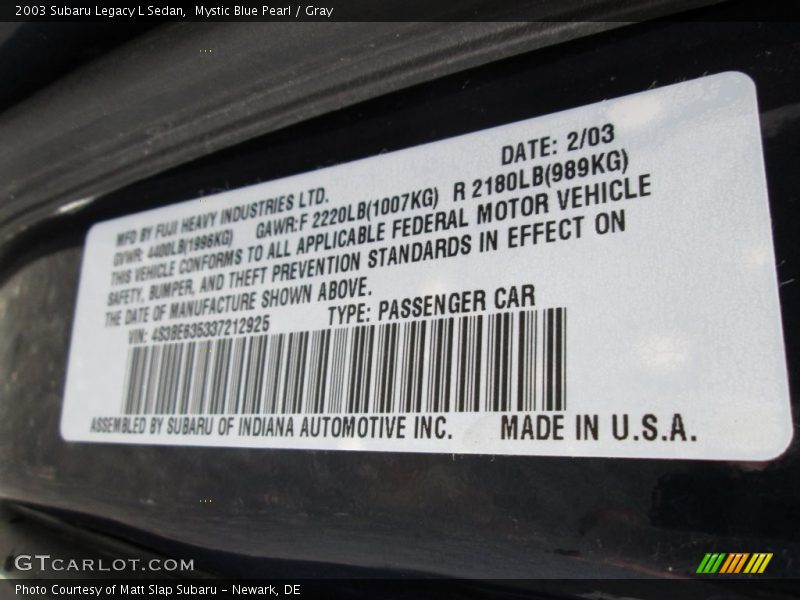 2003 Subaru Legacy L Sedan,  Mystic Blue Pearl / Gray
DATE: 2/03
MFD BY FUJI HEAVY INDUSTRIES LTD.
GVWR: 4400LB(1996KG) GAWR:F 2220LB(1007KG) R 2180LB(989KG)
THIS VEHICLE CONFORMS TO ALL APPLICABLE FEDERAL MOTOR VEHICLE
SAFETY, BUMPER, AND THEFT PREVENTION STANDARDS IN EFFECT ON
THE DATE OF MANUFACTURE SHOWN ABOVE.
VIN: 4S3BE635337212925 TYPE: PASSENGER CAR
ASSEMBLED BY SUBARU OF INDIANA AUTOMOTIVE INC. MADE IN U.S.A.
GTCARLOT.COM
Photo Courtesy of Matt Slap Subaru - Newark, DE